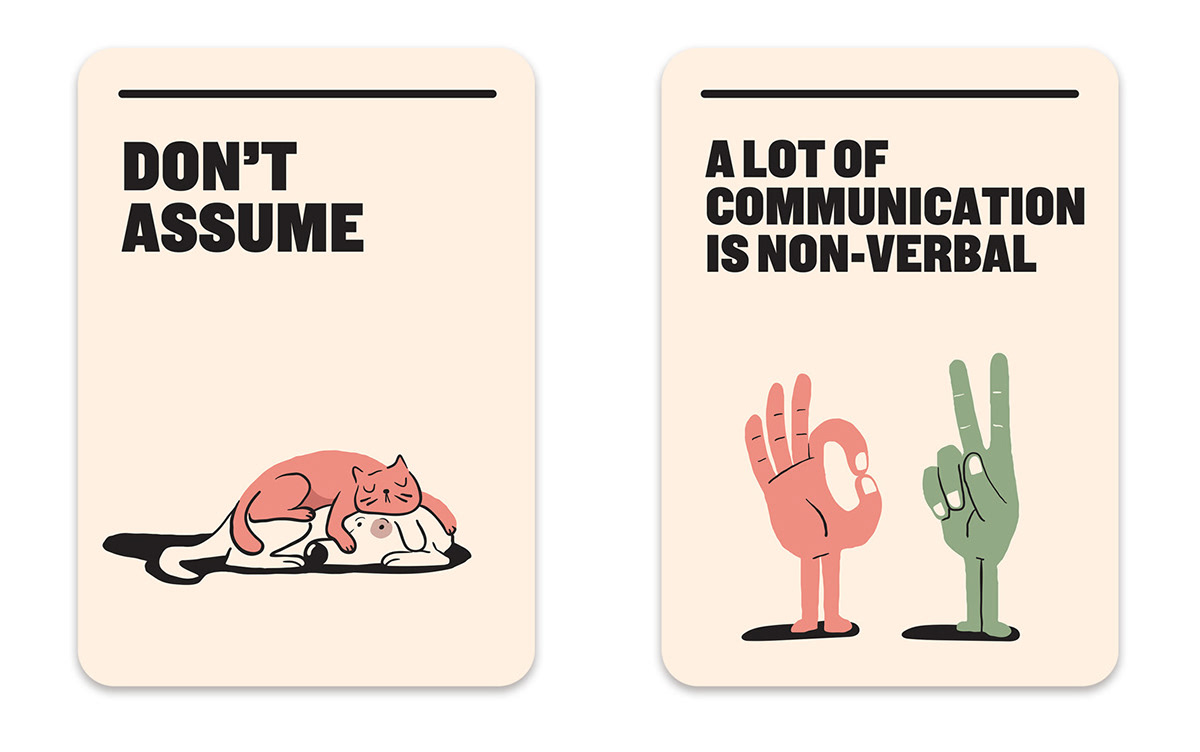 DON’T
ASSUME
A LOT OF
COMMUNICATION
IS NON-VERBAL